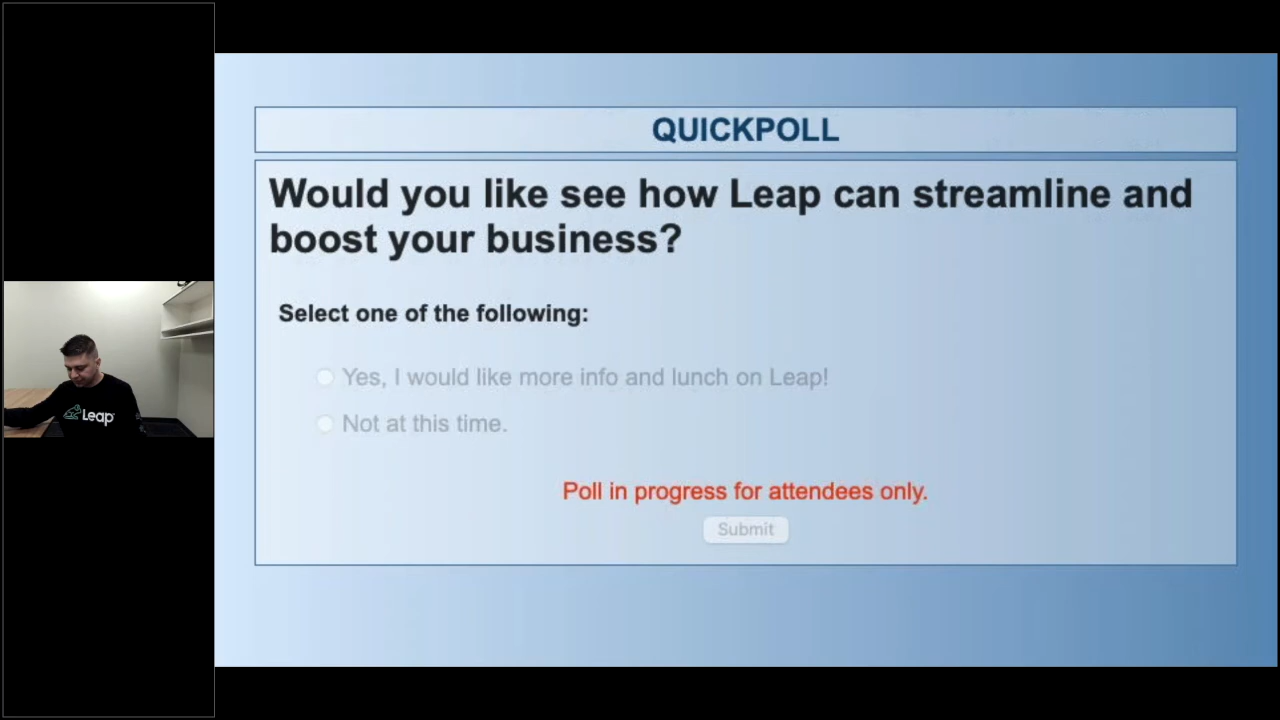 QUICKPOLL
Would you like see how Leap can streamline and
boost your business?
Select one of the following:
Yes, I would like more info and lunch on Leap!
Not at this time.
Poll in progress for attendees only.
Submit
Leap